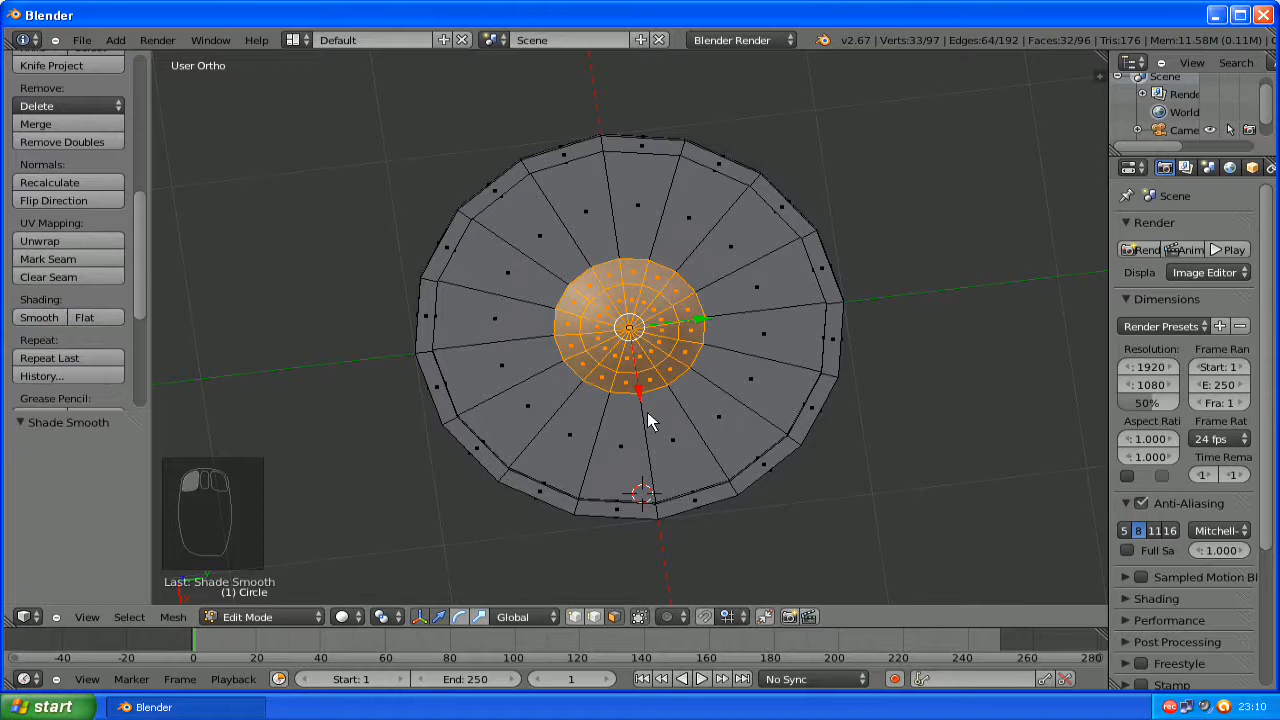 Blender
File Add Render Window Help Default Scene Blender Render v2.67 | Verts:33/97 | Edges:64/192 | Faces:32/96 | Tris:176 | Mem:11.58M (0.11M)
Knife Project
Remove:
Delete
Merge
Remove Doubles
Normals:
Recalculate
Flip Direction
UV Mapping:
Unwrap
Mark Seam
Clear Seam
Shading:
Smooth Flat
Repeat:
Repeat Last
History...
Grease Pencil:
Shade Smooth
User Ortho
Last: Shade Smooth
(1) Circle
View Search
Scene
Rende
World
Came
Scene
Render
Rend Anim Play
Displa Image Editor
Dimensions
Render Presets
Resolution: Frame Ran
: 1920 Start: 1
: 1080 E: 250
50% Fra: 1
Aspect Rati Frame Rat
: 1.000 24 fps
: 1.000 Time Rema
Anti-Aliasing
5 8 11 16 Mitchell-
Full Sa : 1.000
Sampled Motion Bl
Shading
Performance
Post Processing
Freestyle
Stamp
View Select Mesh Edit Mode Global
-40 -20 0 20 40 60 80 100 120 140 160 180 200 220 240 260 280
View Marker Frame Playback Start: 1 End: 250 1 No Sync
start Blender rec 23:10